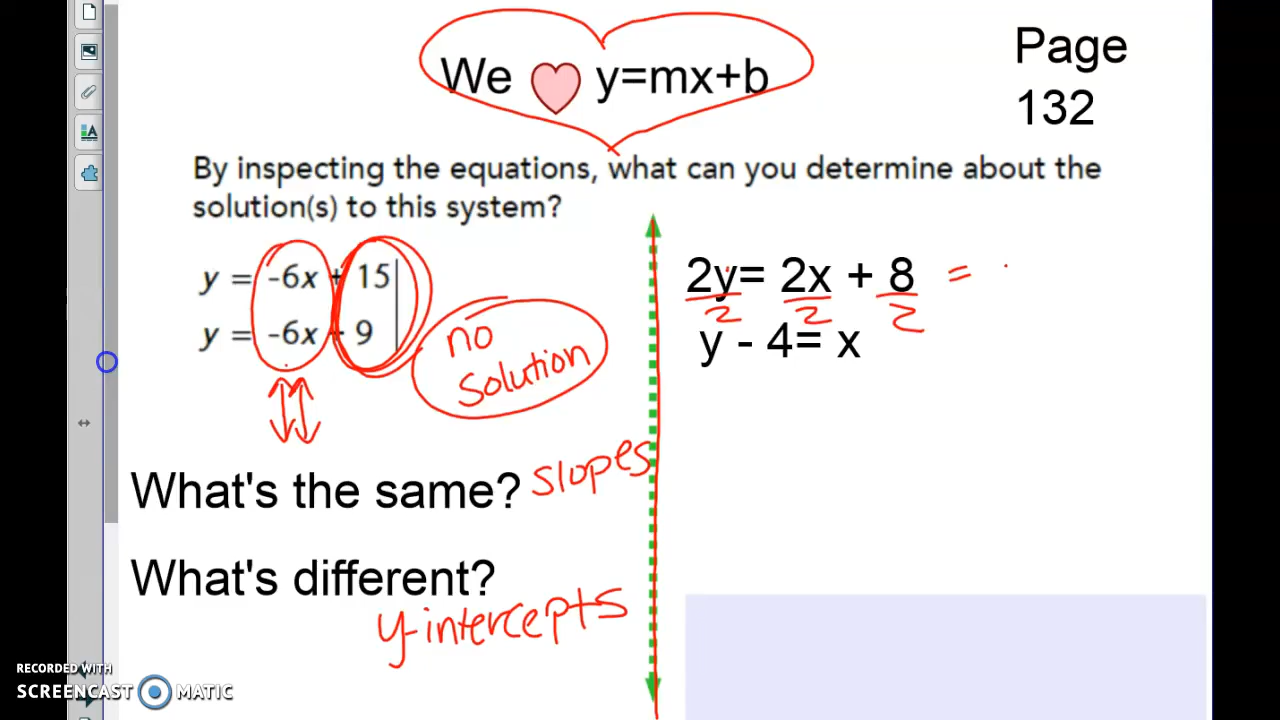 We y=mx+b
Page
132
By inspecting the equations, what can you determine about the
solution(s) to this system?
y = -6x + 15
y = -6x + 9
no
solution
2y= 2x + 8 =
2 2 2
y - 4= x
What's the same? slopes
What's different?
y-intercepts
RECORDED WITH
SCREENCAST MATIC